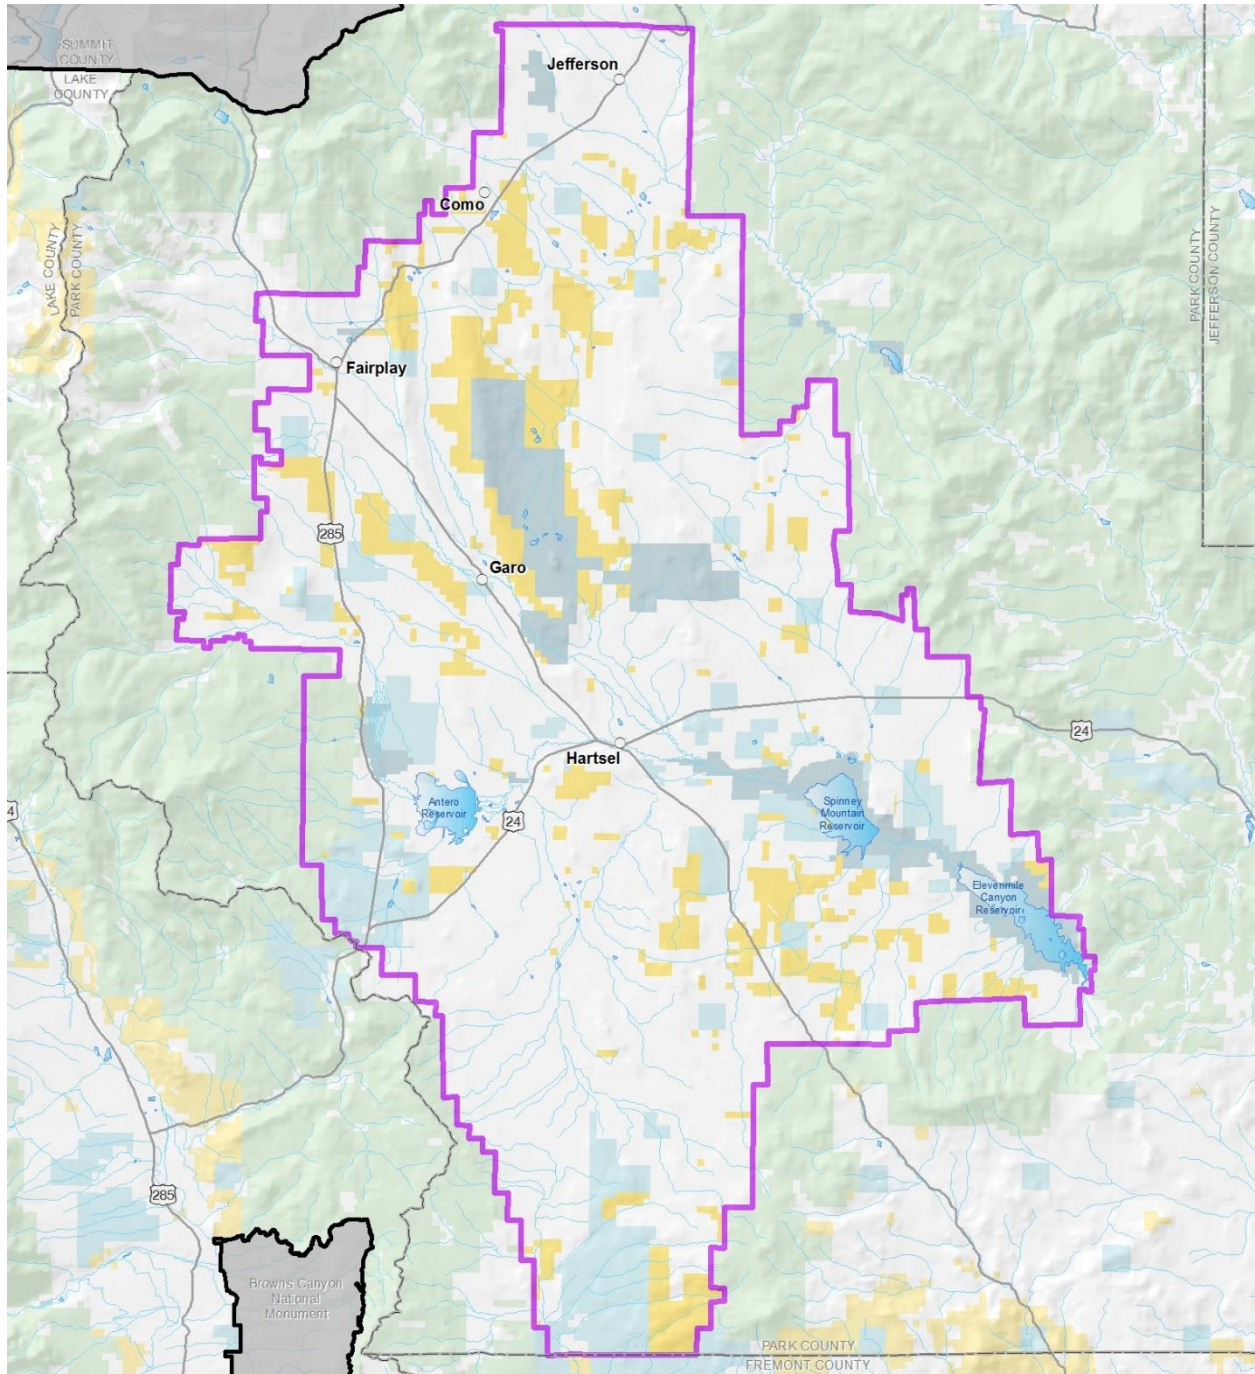 SUMMIT
COUNTY
LAKE
COUNTY
Jefferson
Como
LAKE COUNTY
PARK COUNTY
PARK COUNTY
JEFFERSON COUNTY
Fairplay
285
Garo
24
Hartsel
Antero
Reservoir
24
Spinney
Mountain
Reservoir
4
Elevenmile
Canyon
Reservoir
285
Browns Canyon
National
Monument
PARK COUNTY
FREMONT COUNTY